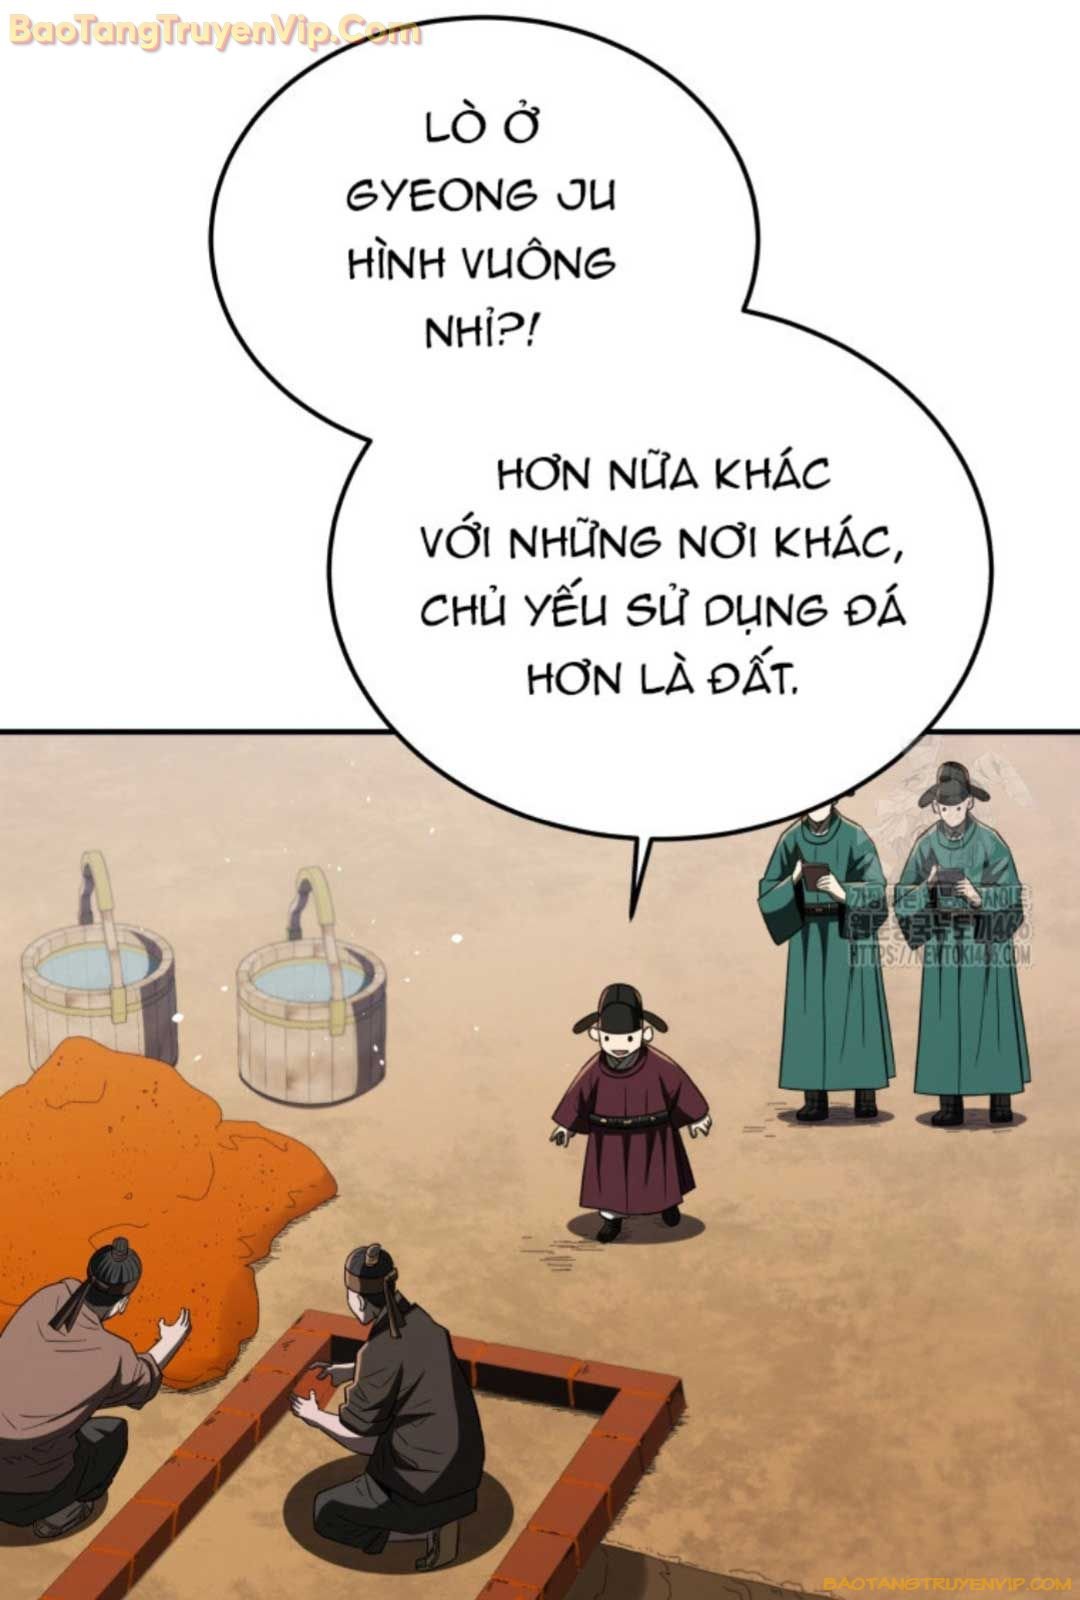 BaoTangTruyenVip.Com
LÒ Ở
GYEONG JU
HÌNH VUÔNG
NHỈ?!
HƠN NỮA KHÁC
VỚI NHỮNG NƠI KHÁC,
CHỦ YẾU SỬ DỤNG ĐÁ
HƠN LÀ ĐẤT.
HTTPS://NEWTOKI466.COM
BAOTANGTRUYENVIP.COM